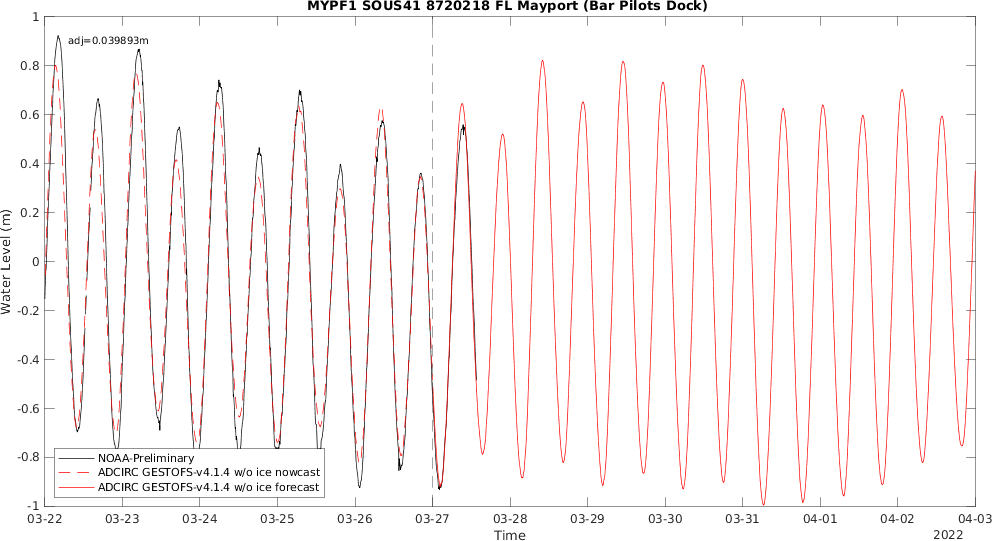 MYPF1 SOUS41 8720218 FL Mayport (Bar Pilots Dock)
adj=0.039893m
Water Level (m)
1
0.8
0.6
0.4
0.2
0
-0.2
-0.4
-0.6
-0.8
-1
NOAA-Preliminary
ADCIRC GESTOFS-v4.1.4 w/o ice nowcast
ADCIRC GESTOFS-v4.1.4 w/o ice forecast
03-22 03-23 03-24 03-25 03-26 03-27 03-28 03-29 03-30 03-31 04-01 04-02 04-03
Time
2022